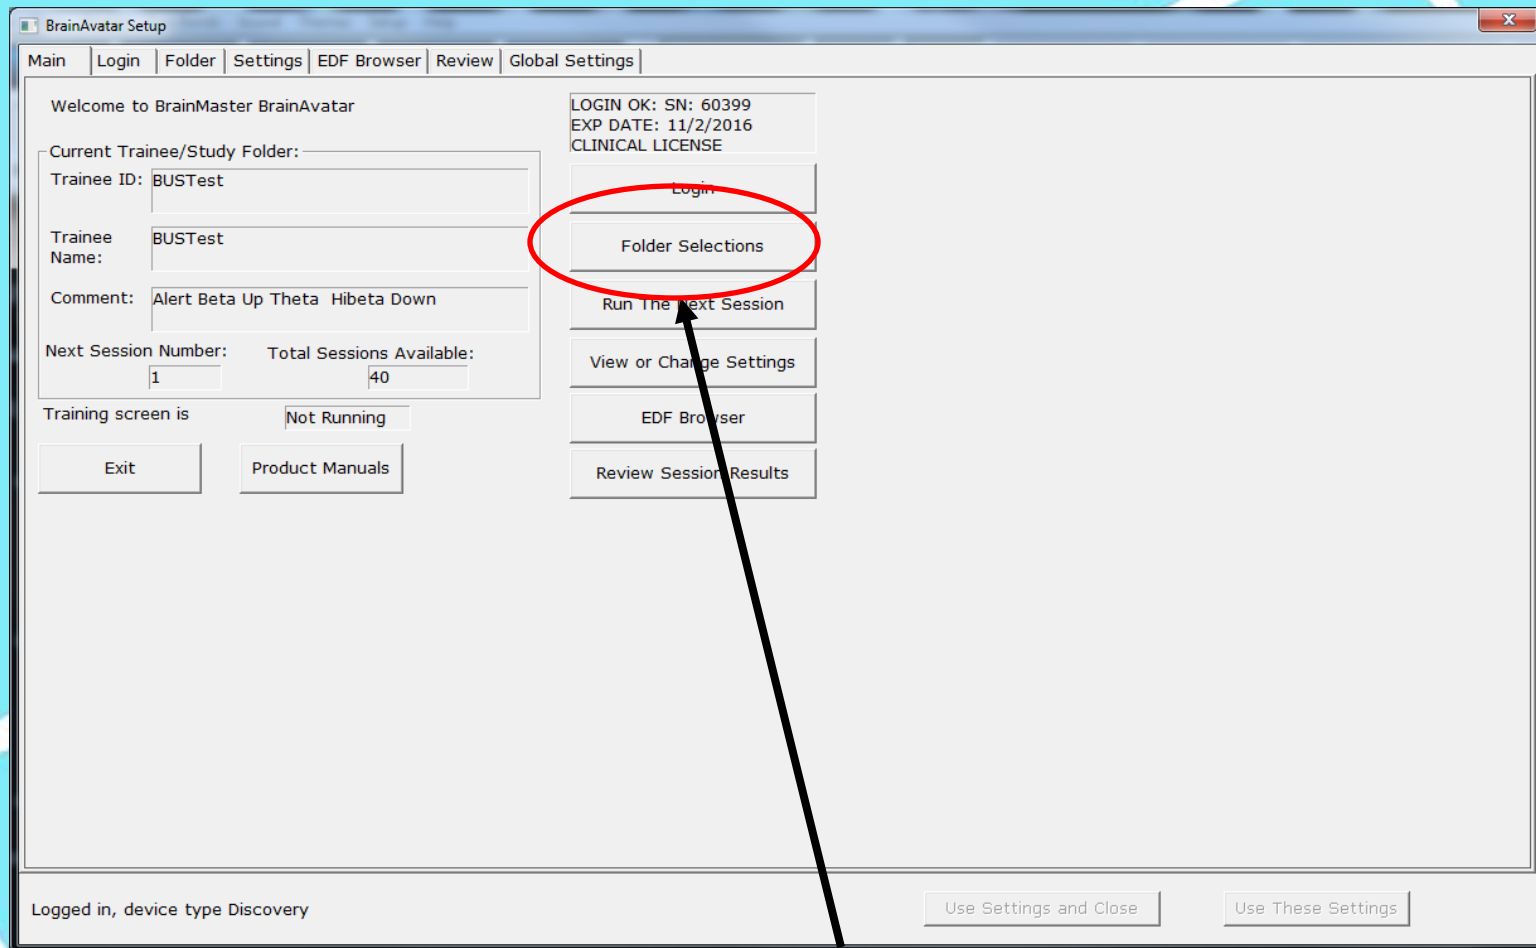 BrainAvatar Setup
Main Login Folder Settings EDF Browser Review Global Settings
Welcome to BrainMaster BrainAvatar
LOGIN OK: SN: 60399
EXP DATE: 11/2/2016
CLINICAL LICENSE
Current Trainee/Study Folder:
Trainee ID: BUSTest
Trainee Name: BUSTest
Comment: Alert Beta Up Theta  Hibeta Down
Next Session Number: 1
Total Sessions Available: 40
Training screen is Not Running
Exit
Product Manuals
Login
Folder Selections
Run The Next Session
View or Change Settings
EDF Browser
Review Session Results
Logged in, device type Discovery
Use Settings and Close
Use These Settings